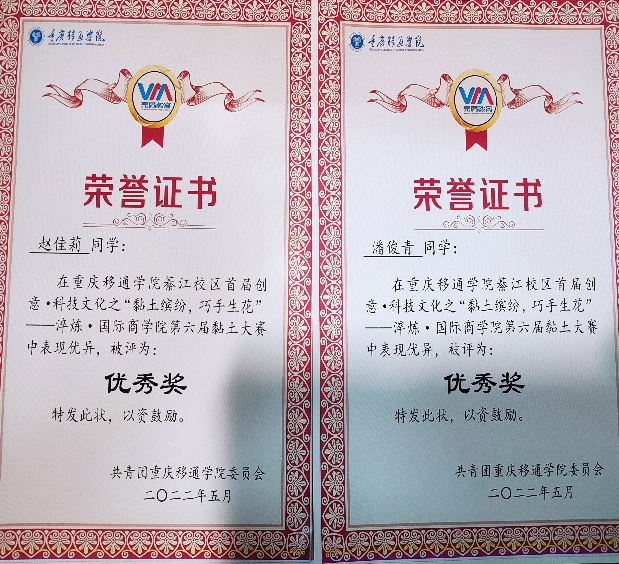 重庆移通学院
VM
荣誉证书
赵佳莉 同学：
在重庆移通学院綦江校区首届创
意·科技文化之“黏土缤纷，巧手生花”
——淬炼·国际商学院第六届黏土大赛
中表现优异，被评为：
优秀奖
特发此状，以资鼓励。
共青团重庆移通学院委员会
二〇二二年五月
重庆移通学院
VM
荣誉证书
潘俊青 同学：
在重庆移通学院綦江校区首届创
意·科技文化之“黏土缤纷，巧手生花”
——淬炼·国际商学院第六届黏土大赛
中表现优异，被评为：
优秀奖
特发此状，以资鼓励。
共青团重庆移通学院委员会
二〇二二年五月